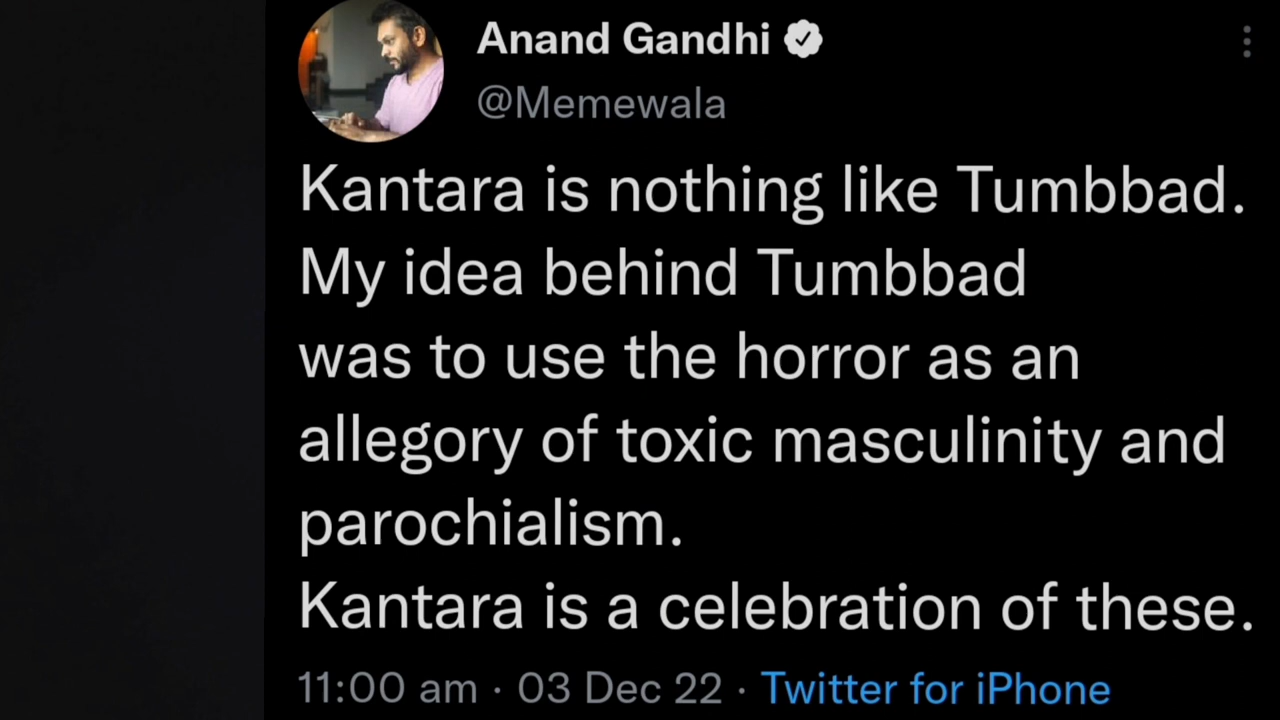 Anand Gandhi
@Memewala
Kantara is nothing like Tumbbad.
My idea behind Tumbbad
was to use the horror as an
allegory of toxic masculinity and
parochialism.
Kantara is a celebration of these.
11:00 am · 03 Dec 22 · Twitter for iPhone